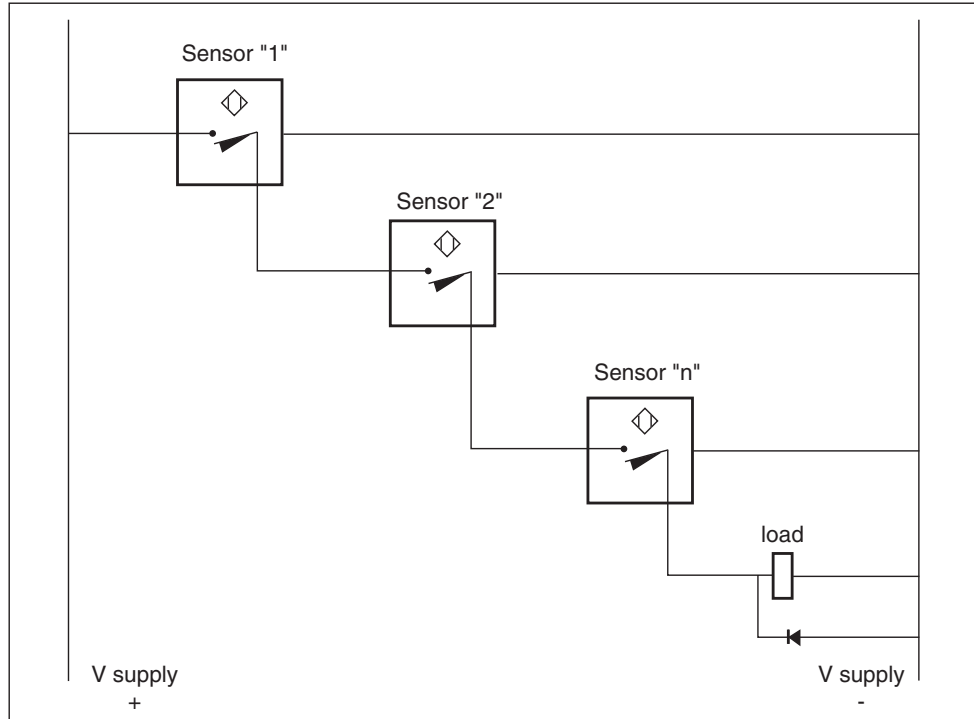 Sensor "1"
Sensor "2"
Sensor "n"
load
V supply
+
V supply
-